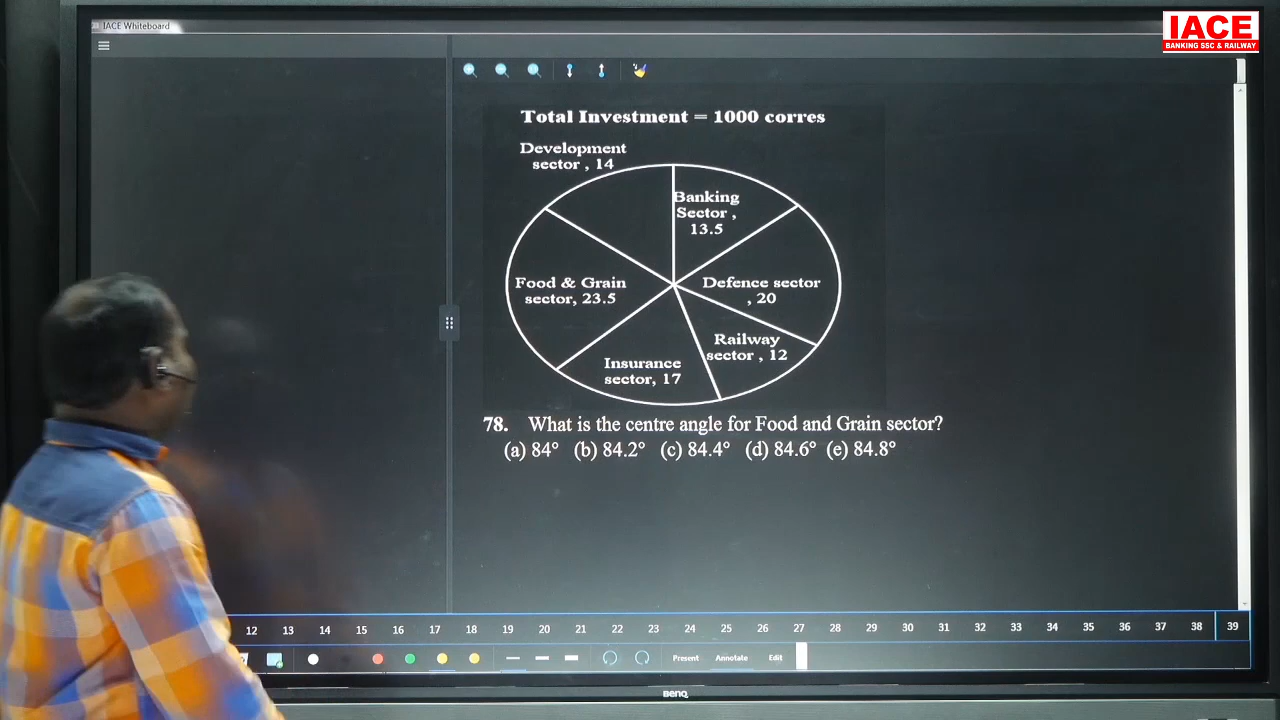 IACE Whiteboard
IACE
BANKING SSC & RAILWAY
Total Investment = 1000 corres
Development
sector , 14
Banking
Sector ,
13.5
Food & Grain
sector, 23.5
Defence sector
, 20
Railway
sector , 12
Insurance
sector, 17
78. What is the centre angle for Food and Grain sector?
(a) 84° (b) 84.2° (c) 84.4° (d) 84.6° (e) 84.8°
12 13 14 15 16 17 18 19 20 21 22 23 24 25 26 27 28 29 30 31 32 33 34 35 36 37 38 39
Present Annotate Edit
BenQ